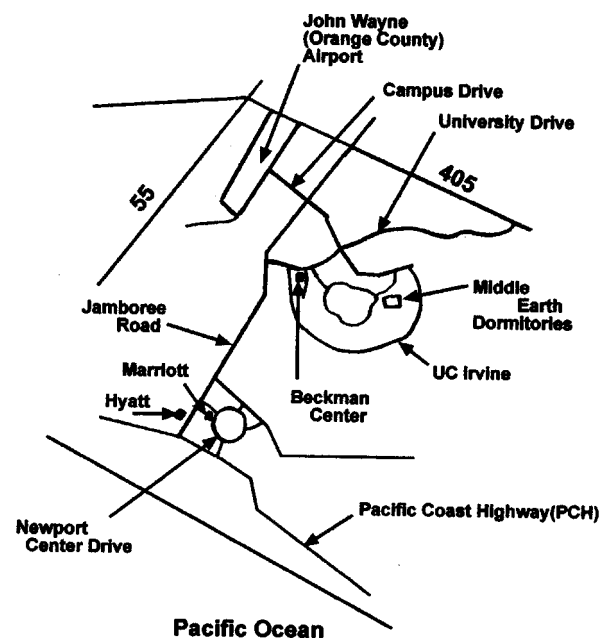 John Wayne
(Orange County)
Airport
Campus Drive
University Drive
405
55
Jamboree
Road
Middle
Earth
Dormitories
Marriott
Hyatt
Beckman
Center
UC Irvine
Newport
Center Drive
Pacific Coast Highway(PCH)
Pacific Ocean